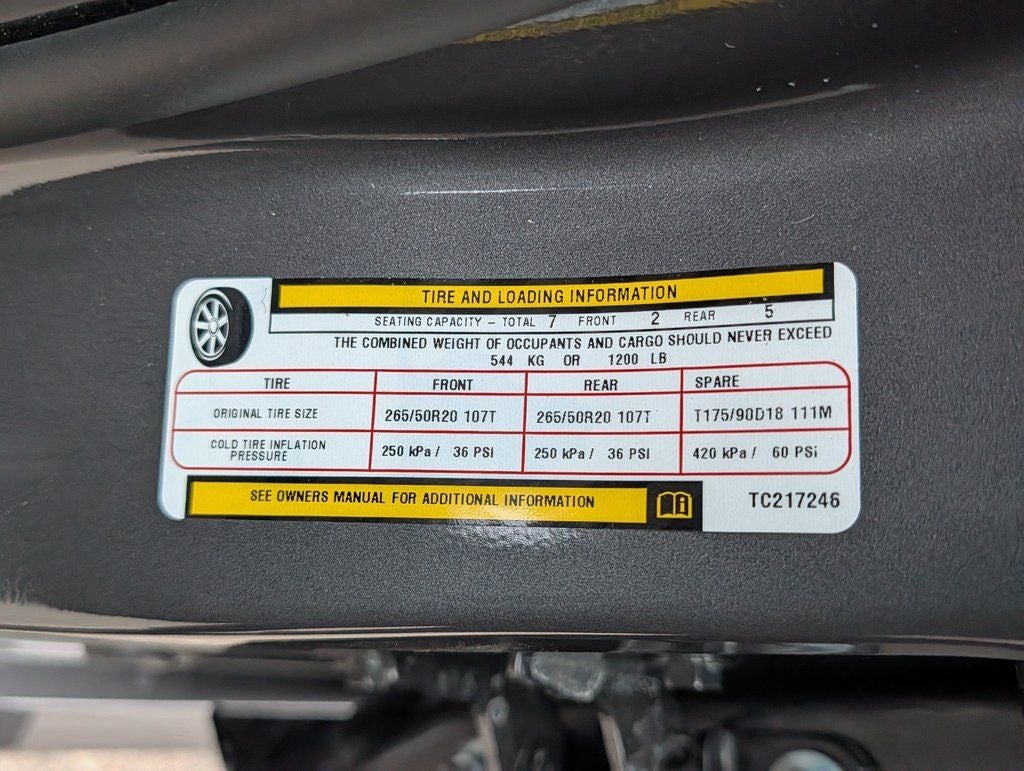 TIRE AND LOADING INFORMATION
SEATING CAPACITY – TOTAL 7 FRONT 2 REAR 5
THE COMBINED WEIGHT OF OCCUPANTS AND CARGO SHOULD NEVER EXCEED
544 KG OR 1200 LB
TIRE FRONT REAR SPARE
ORIGINAL TIRE SIZE 265/50R20 107T 265/50R20 107T T175/90D18 111M
COLD TIRE INFLATION
PRESSURE 250 kPa / 36 PSI 250 kPa / 36 PSI 420 kPa / 60 PSi
SEE OWNERS MANUAL FOR ADDITIONAL INFORMATION
TC217246